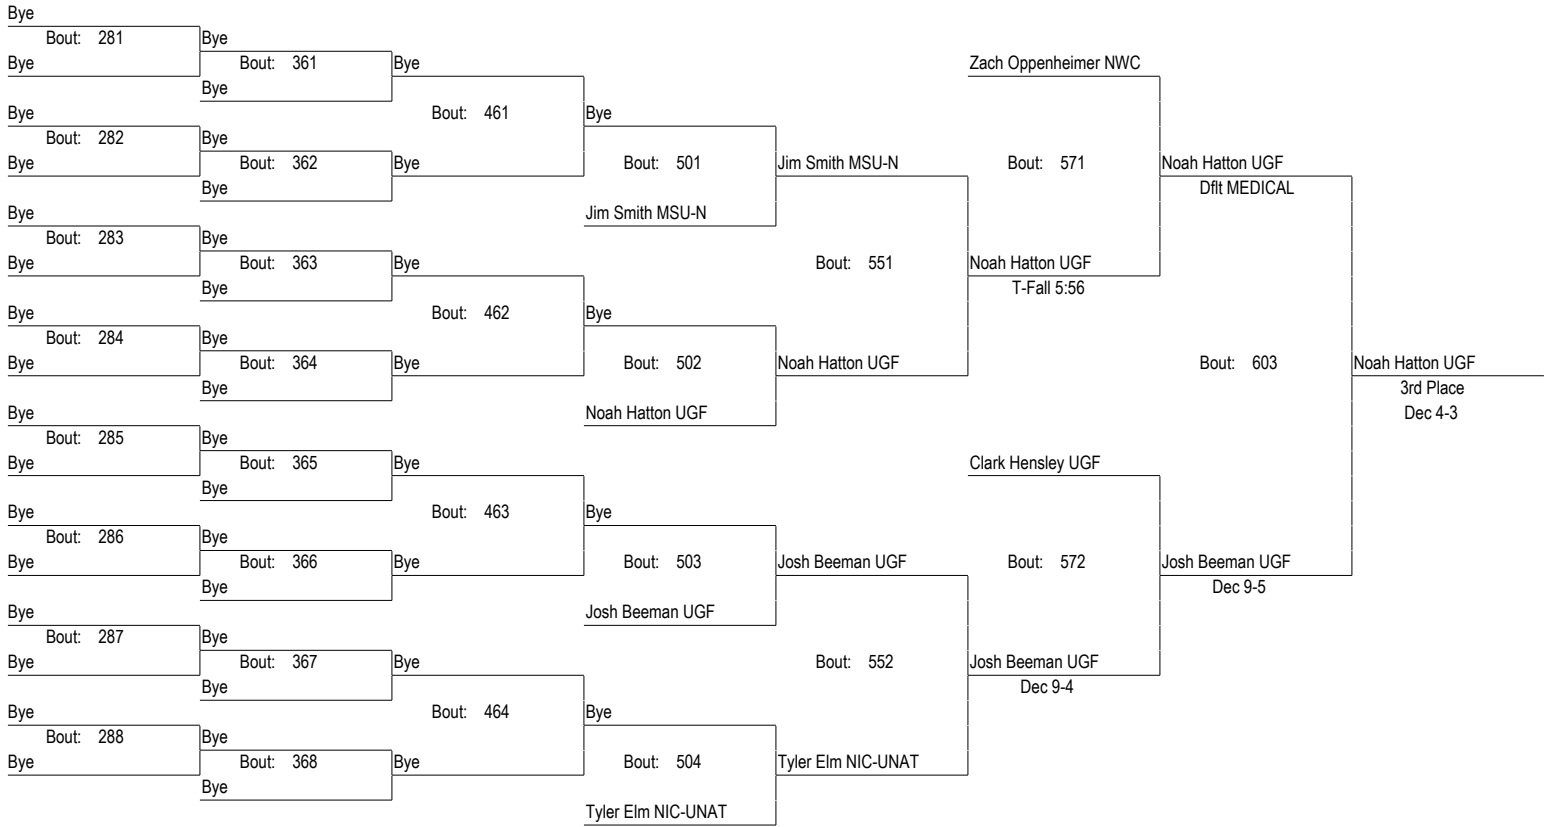 Bye
Bout: 281 Bye
Bye Bout: 361 Bye Zach Oppenheimer NWC
Bye
Bye Bout: 461 Bye
Bout: 282 Bye
Bye Bout: 362 Bye Bout: 501 Jim Smith MSU-N Bout: 571 Noah Hatton UGF
Bye Dflt MEDICAL
Bye Jim Smith MSU-N
Bout: 283 Bye
Bye Bout: 363 Bye Bout: 551 Noah Hatton UGF
Bye T-Fall 5:56
Bye Bout: 462 Bye
Bout: 284 Bye
Bye Bout: 364 Bye Bout: 502 Noah Hatton UGF Bout: 603 Noah Hatton UGF
Bye 3rd Place
Bye Noah Hatton UGF Dec 4-3
Bout: 285 Bye
Bye Bout: 365 Bye Clark Hensley UGF
Bye
Bye Bout: 463 Bye
Bout: 286 Bye
Bye Bout: 366 Bye Bout: 503 Josh Beeman UGF Bout: 572 Josh Beeman UGF
Bye Dec 9-5
Bye Josh Beeman UGF
Bout: 287 Bye
Bye Bout: 367 Bye Bout: 552 Josh Beeman UGF
Bye Dec 9-4
Bye Bout: 464 Bye
Bout: 288 Bye
Bye Bout: 368 Bye Bout: 504 Tyler Elm NIC-UNAT
Bye
Tyler Elm NIC-UNAT